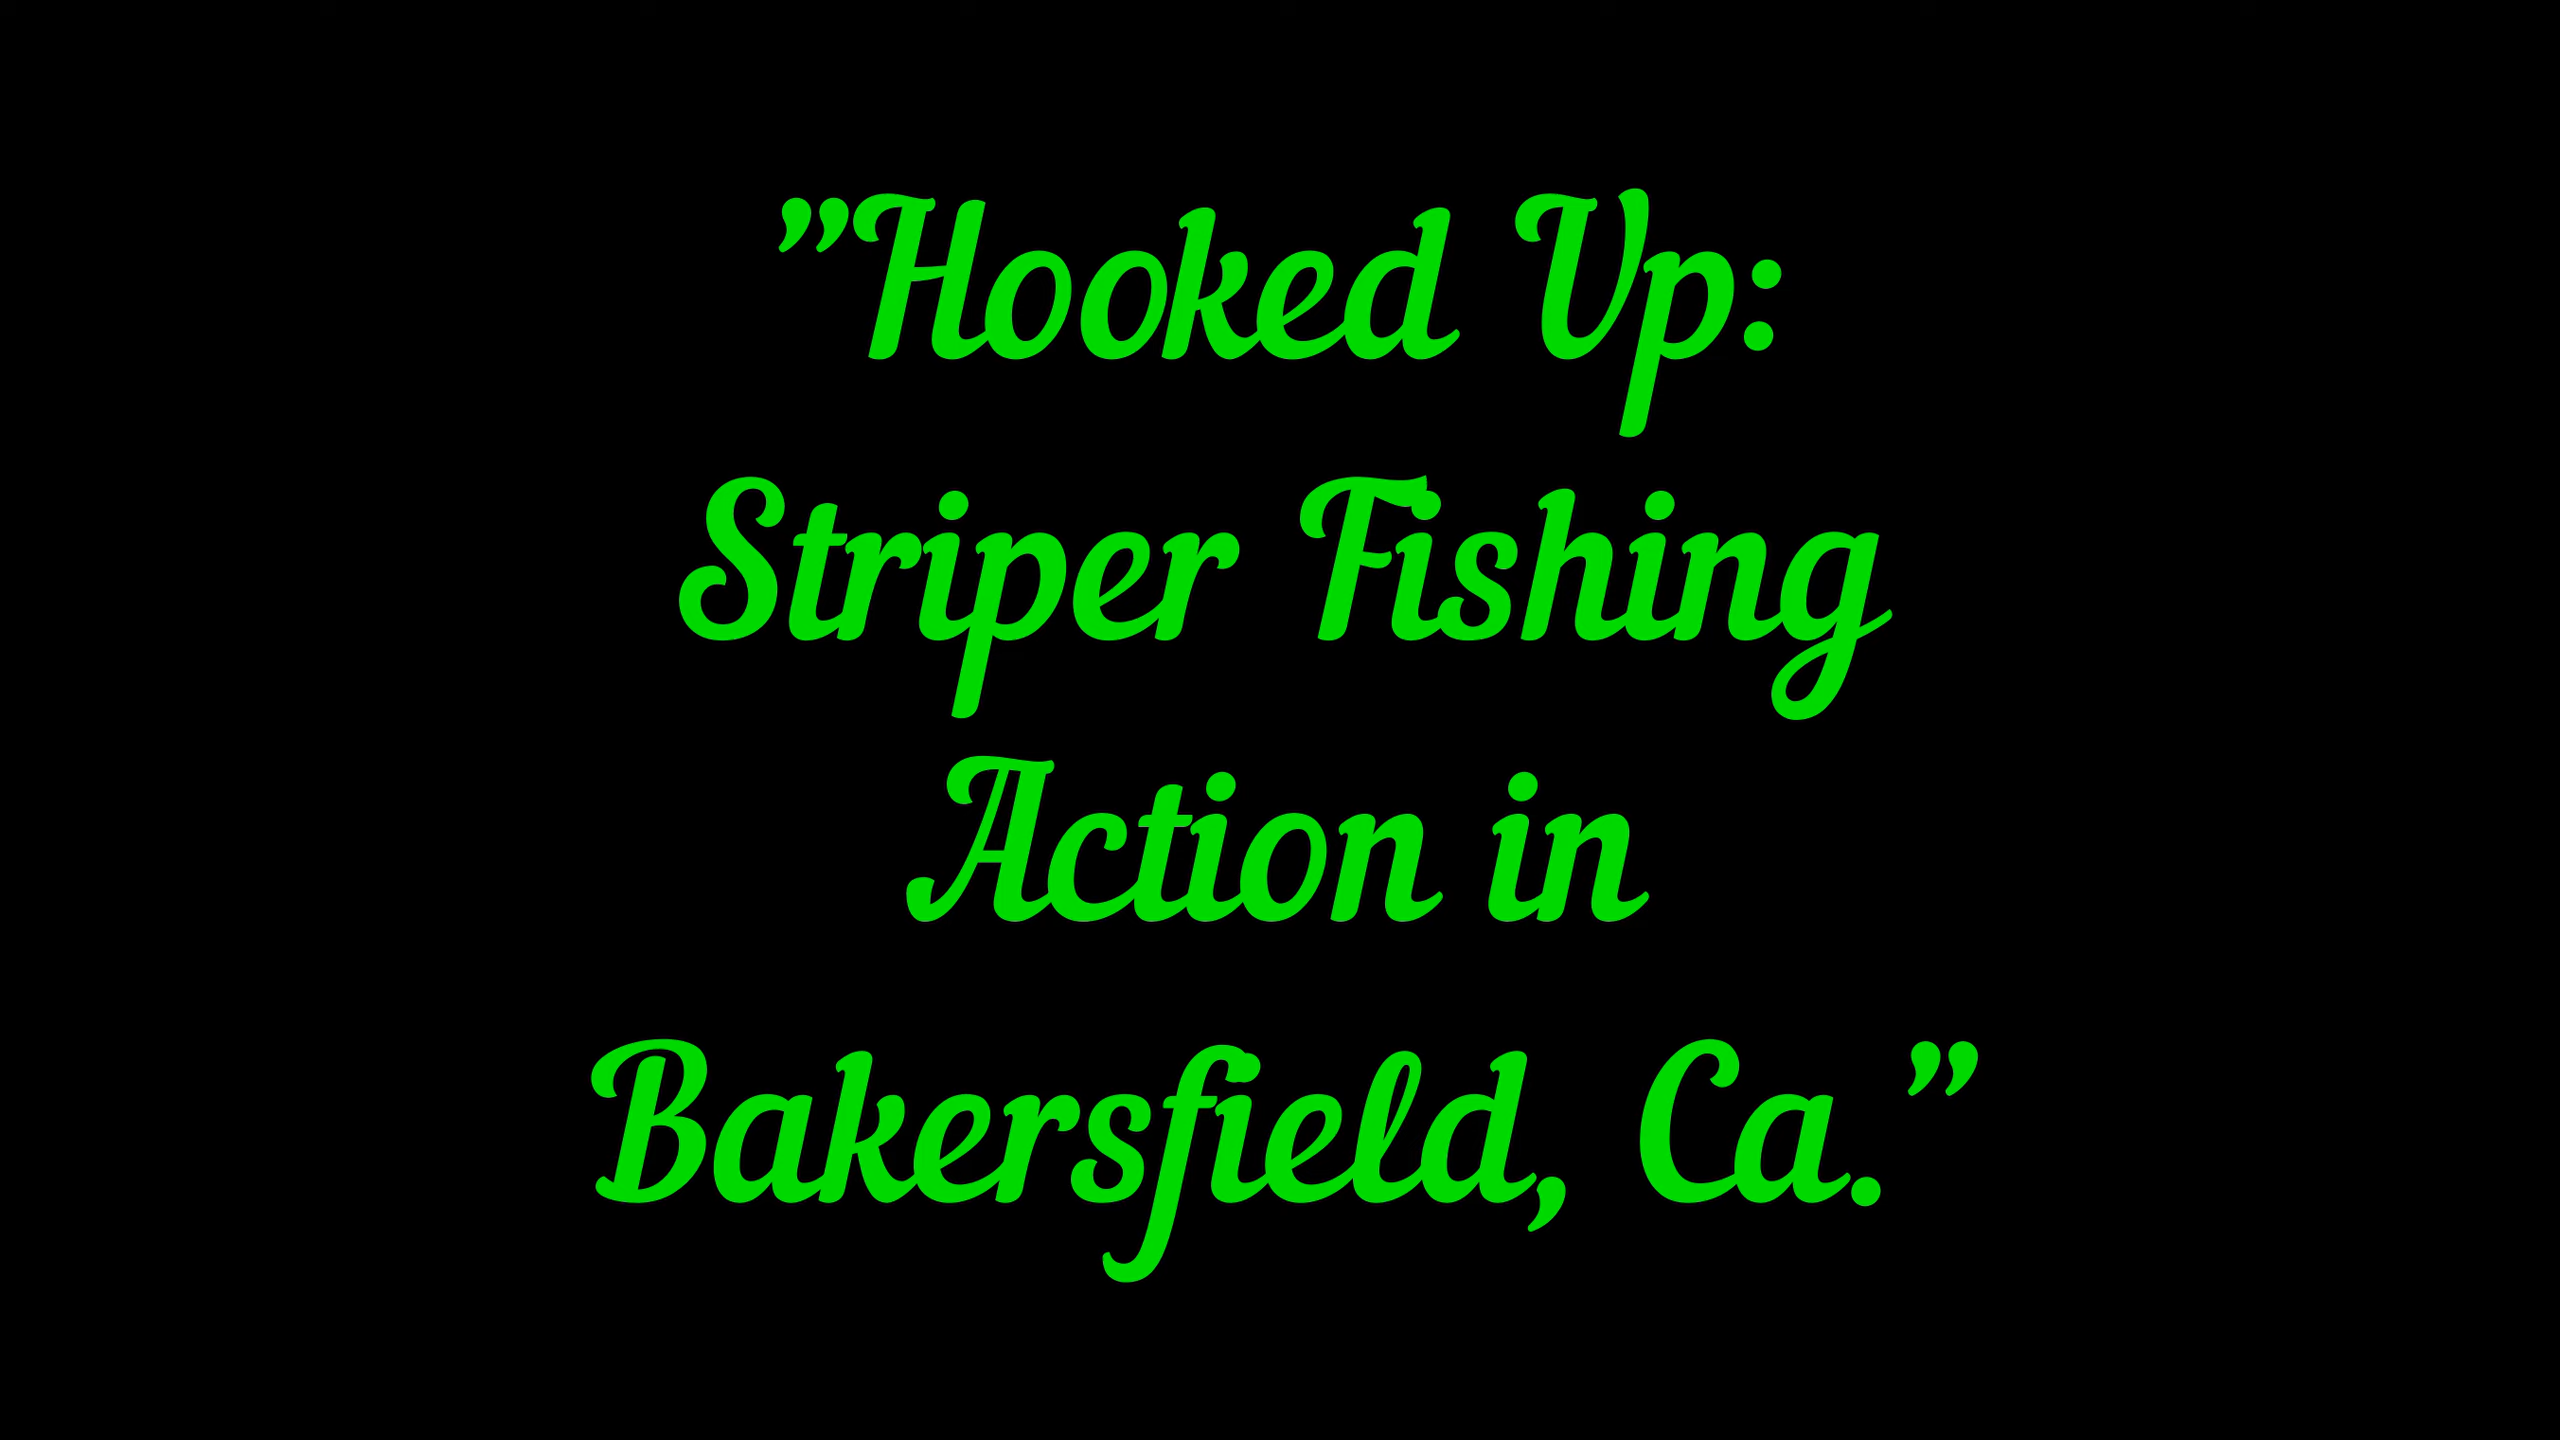 ”Hooked Up:
Striper Fishing
Action in
Bakersfield, Ca.”